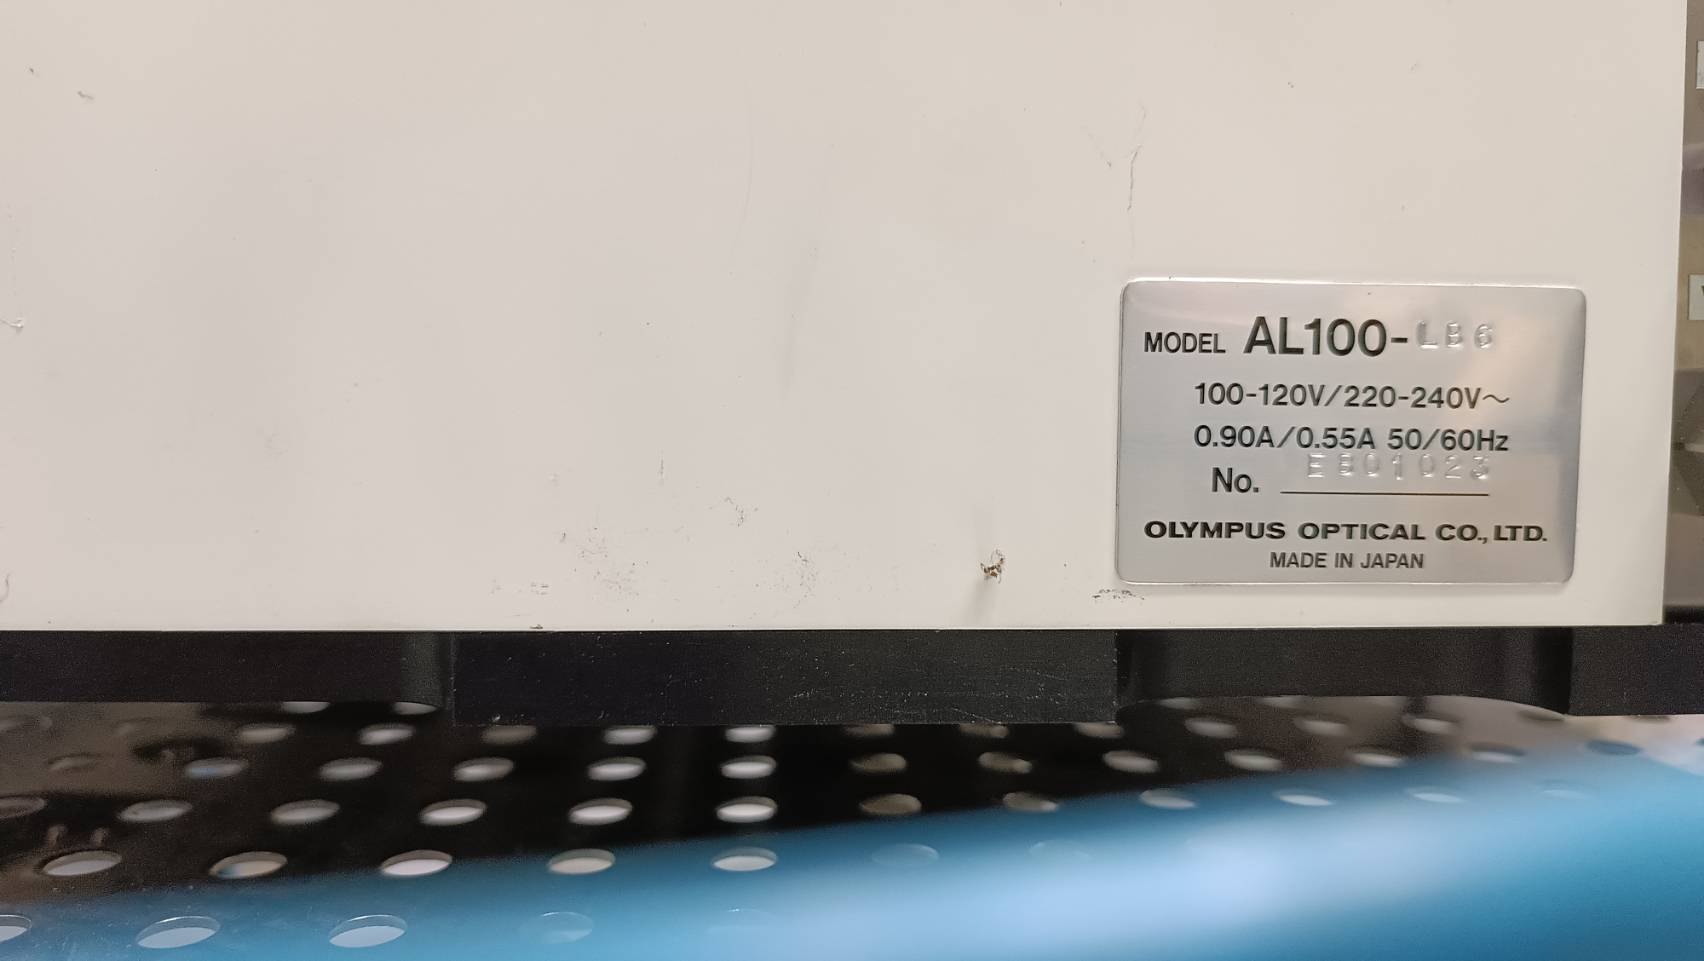 MODEL AL100-LB6
100-120V/220-240V~
0.90A/0.55A 50/60Hz
No. E801023
OLYMPUS OPTICAL CO., LTD.
MADE IN JAPAN